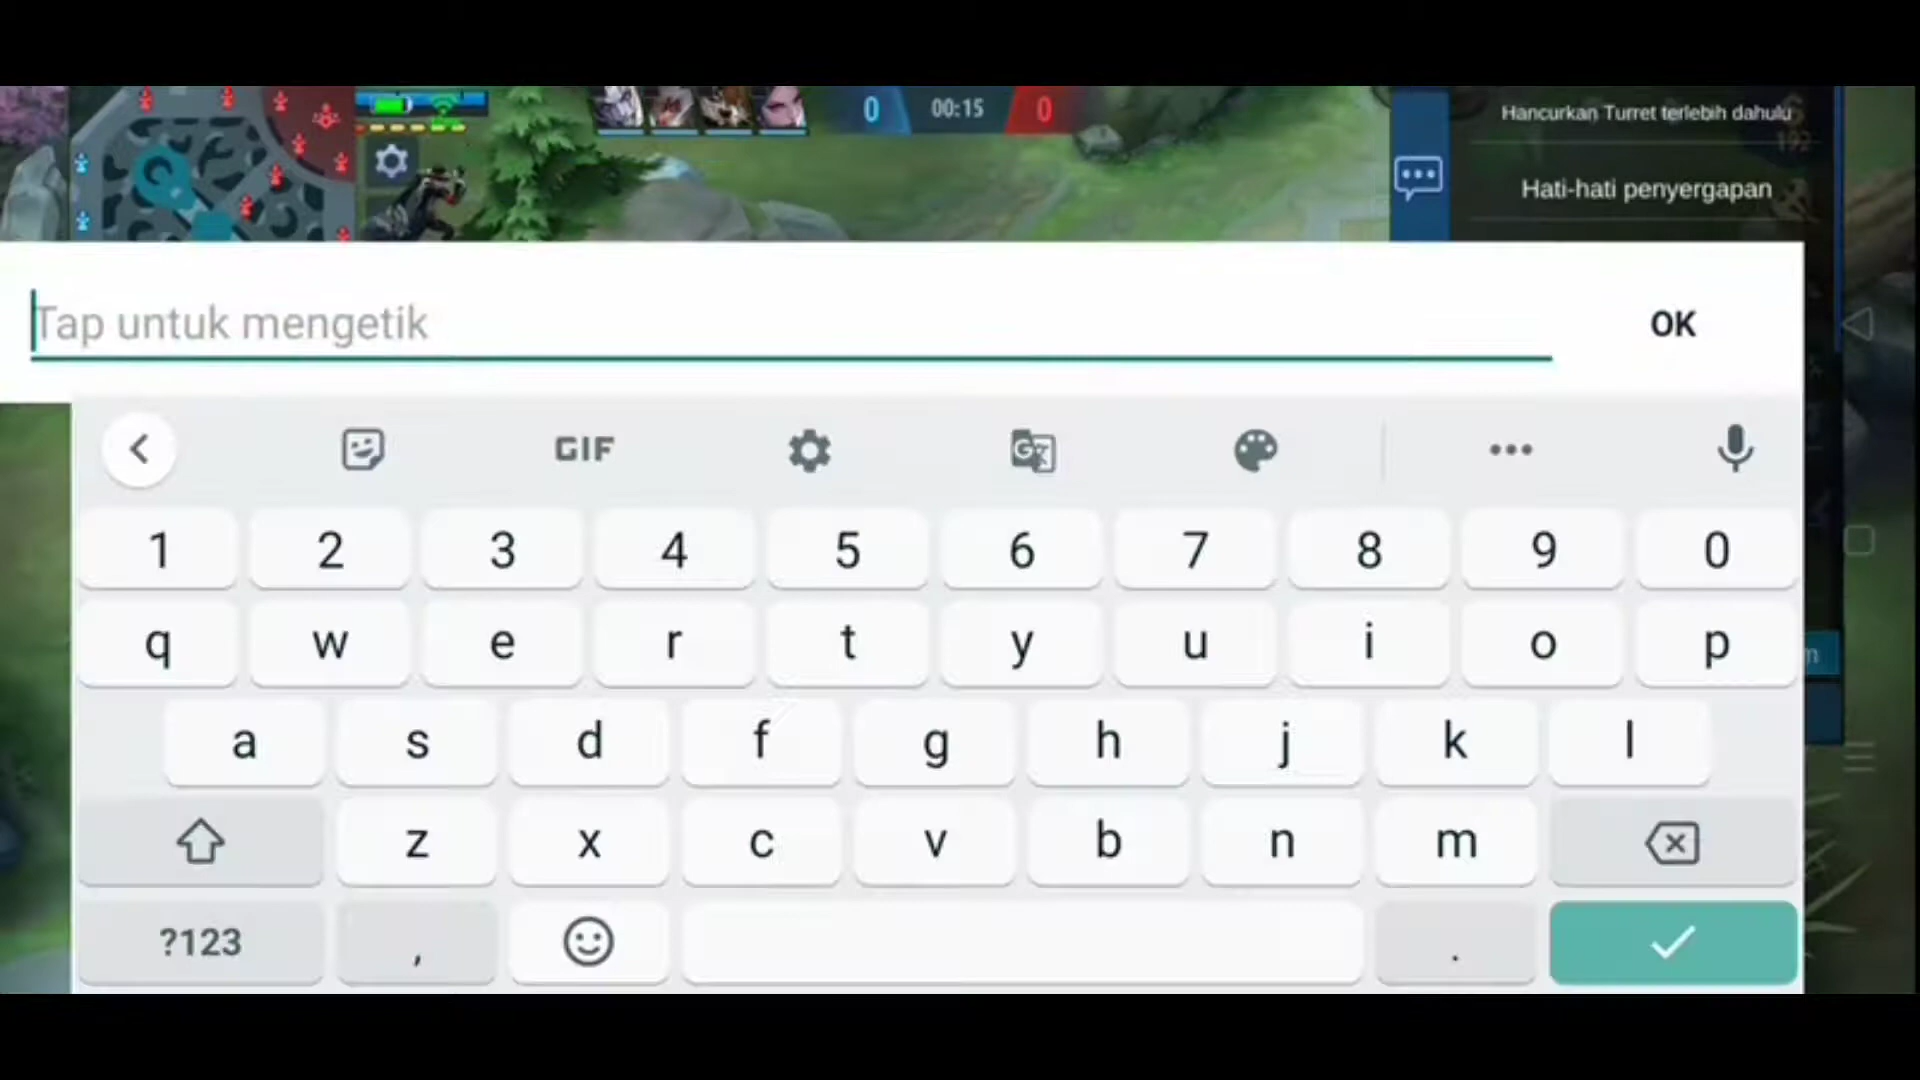 0 00:15 0
Hancurkan Turret terlebih dahulu
192
Hati-hati penyergapan
Tap untuk mengetik
OK
GIF
1 2 3 4 5 6 7 8 9 0
q w e r t y u i o p
a s d f g h j k l
z x c v b n m
?123 , .